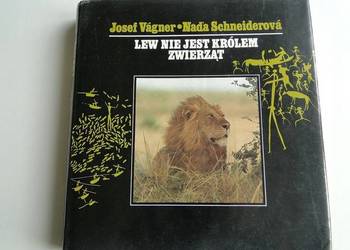 Josef Vágner • Naďa Schneiderová
LEW NIE JEST KRÓLEM
ZWIERZĄT